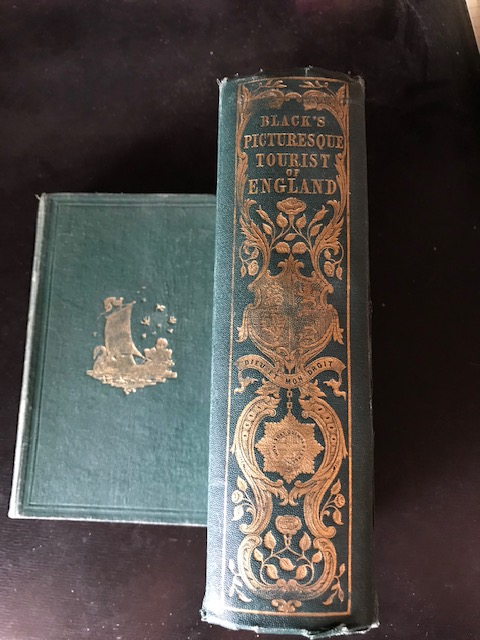 BLACK'S
PICTURESQUE
TOURIST
OF
ENGLAND
DIEU ET MON DROIT